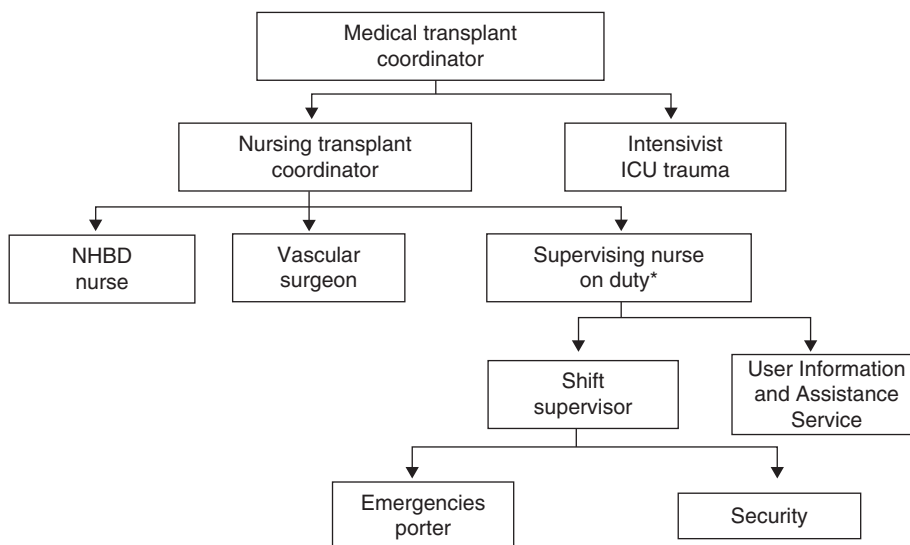 Medical transplant
coordinator
Nursing transplant
coordinator
Intensivist
ICU trauma
NHBD
nurse
Vascular
surgeon
Supervising nurse
on duty*
Shift
supervisor
User Information
and Assistance
Service
Emergencies
porter
Security